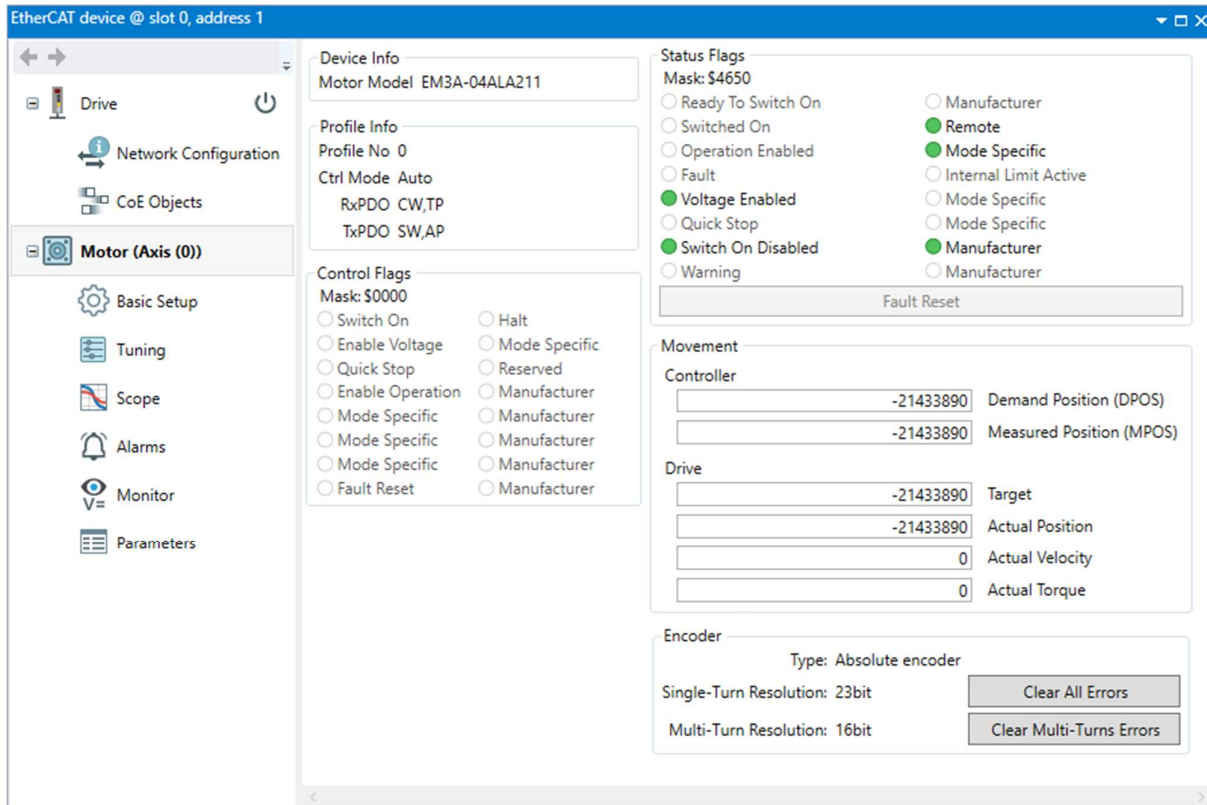 EtherCAT device @ slot 0, address 1
Drive
Network Configuration
CoE Objects
Motor (Axis (0))
Basic Setup
Tuning
Scope
Alarms
V=
Monitor
Parameters
Device Info
Motor Model EM3A-04ALA211
Profile Info
Profile No 0
Ctrl Mode Auto
RxPDO CW,TP
TxPDO SW,AP
Control Flags
Mask: $0000
Switch On Halt
Enable Voltage Mode Specific
Quick Stop Reserved
Enable Operation Manufacturer
Mode Specific Manufacturer
Mode Specific Manufacturer
Mode Specific Manufacturer
Fault Reset Manufacturer
Status Flags
Mask: $4650
Ready To Switch On Manufacturer
Switched On Remote
Operation Enabled Mode Specific
Fault Internal Limit Active
Voltage Enabled Mode Specific
Quick Stop Mode Specific
Switch On Disabled Manufacturer
Warning Manufacturer
Fault Reset
Movement
Controller
-21433890 Demand Position (DPOS)
-21433890 Measured Position (MPOS)
Drive
-21433890 Target
-21433890 Actual Position
0 Actual Velocity
0 Actual Torque
Encoder
Type: Absolute encoder
Single-Turn Resolution: 23bit Clear All Errors
Multi-Turn Resolution: 16bit Clear Multi-Turns Errors